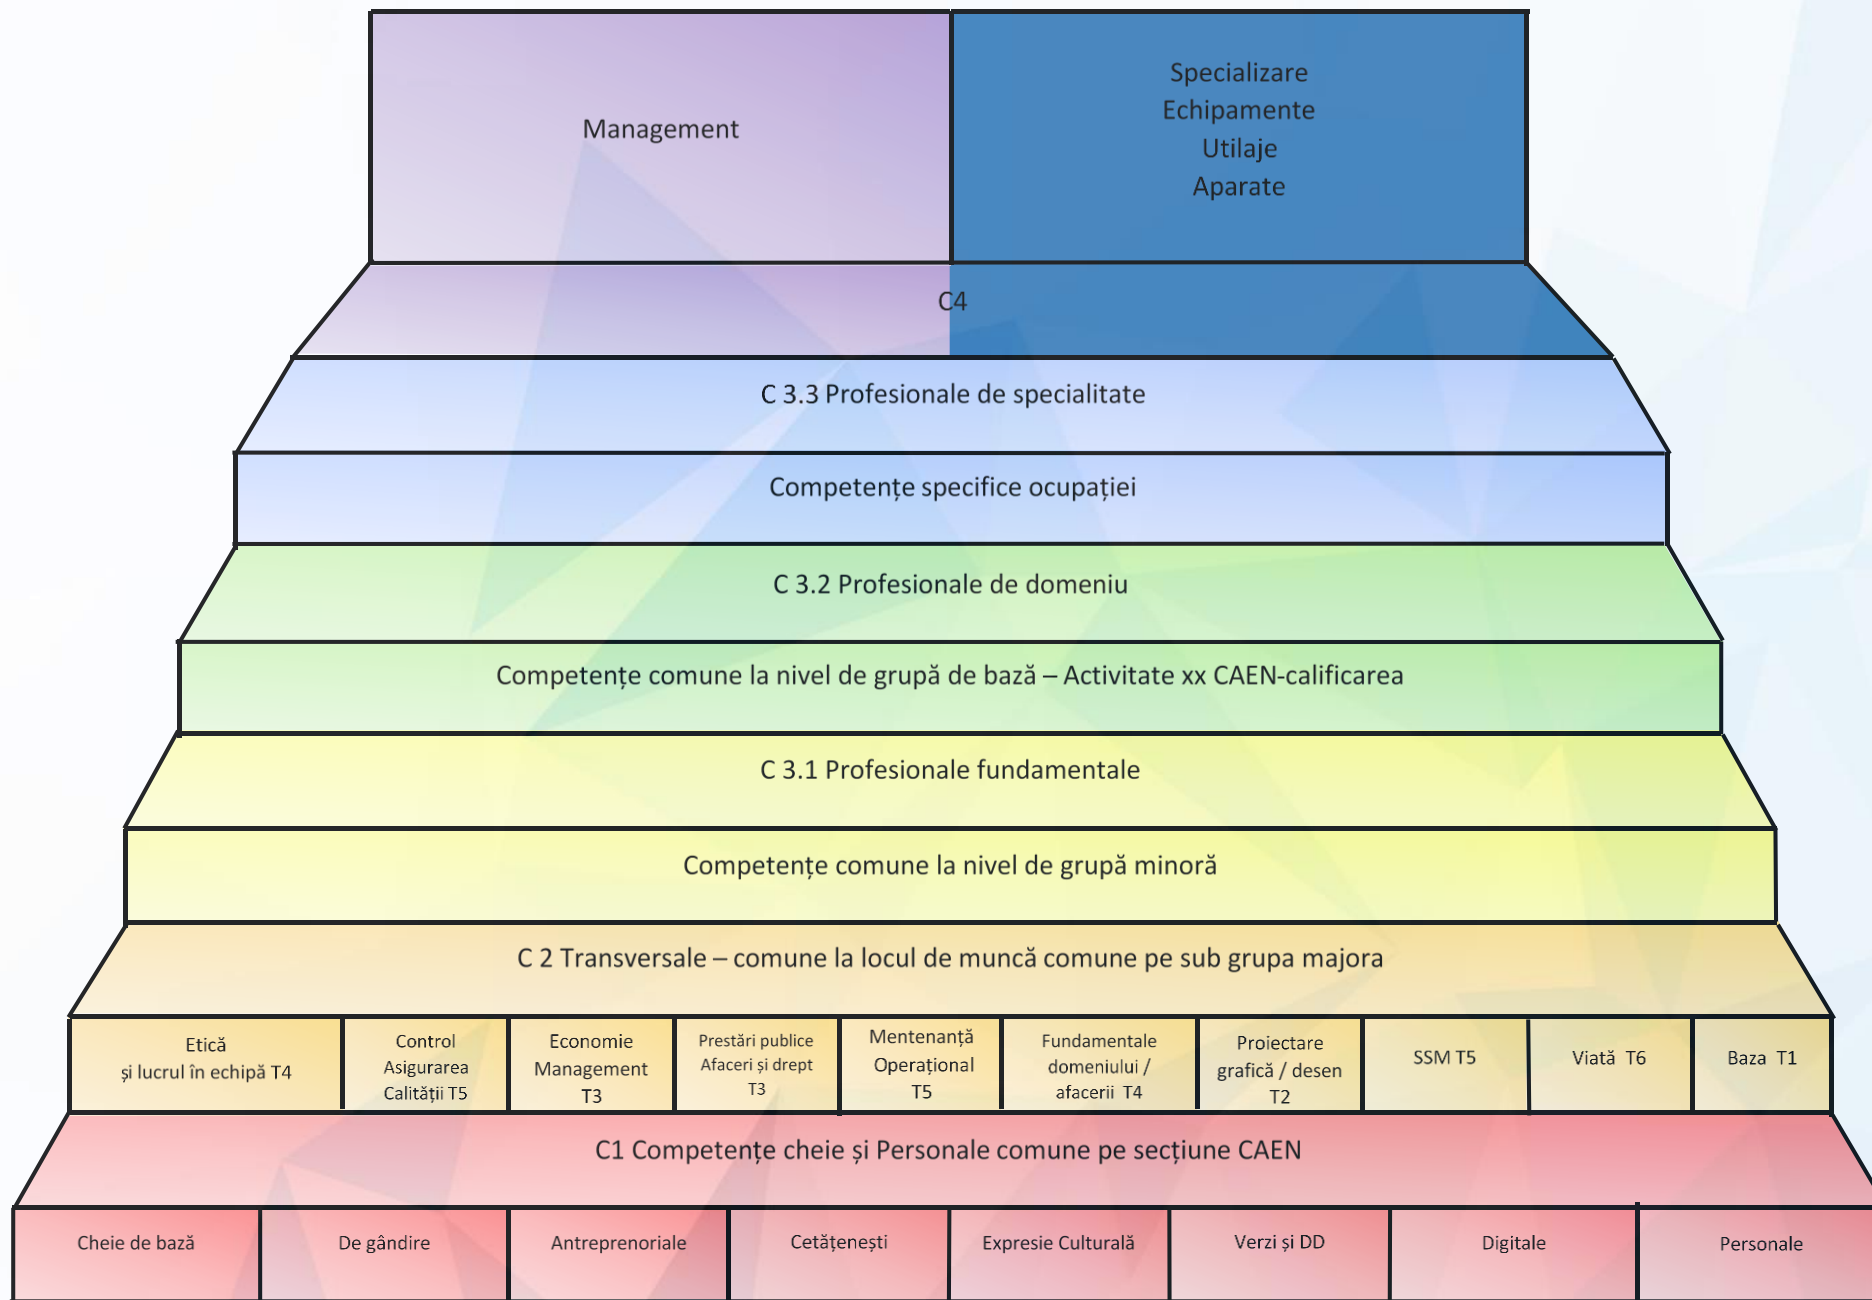 Management
Specializare
Echipamente
Utilaje
Aparate
C4
C 3.3 Profesionale de specialitate
Competențe specifice ocupației
C 3.2 Profesionale de domeniu
Competențe comune la nivel de grupă de bază – Activitate xx CAEN-calificarea
C 3.1 Profesionale fundamentale
Competențe comune la nivel de grupă minoră
C 2 Transversale – comune la locul de muncă comune pe sub grupa majora
Etică
și lucrul în echipă T4
Control
Asigurarea
Calității T5
Economie
Management
T3
Prestări publice
Afaceri și drept
T3
Mentenanță
Operațional
T5
Fundamentale
domeniului /
afacerii T4
Proiectare
grafică / desen
T2
SSM T5
Viată T6
Baza T1
C1 Competențe cheie și Personale comune pe secțiune CAEN
Cheie de bază
De gândire
Antreprenoriale
Cetățenești
Expresie Culturală
Verzi și DD
Digitale
Personale